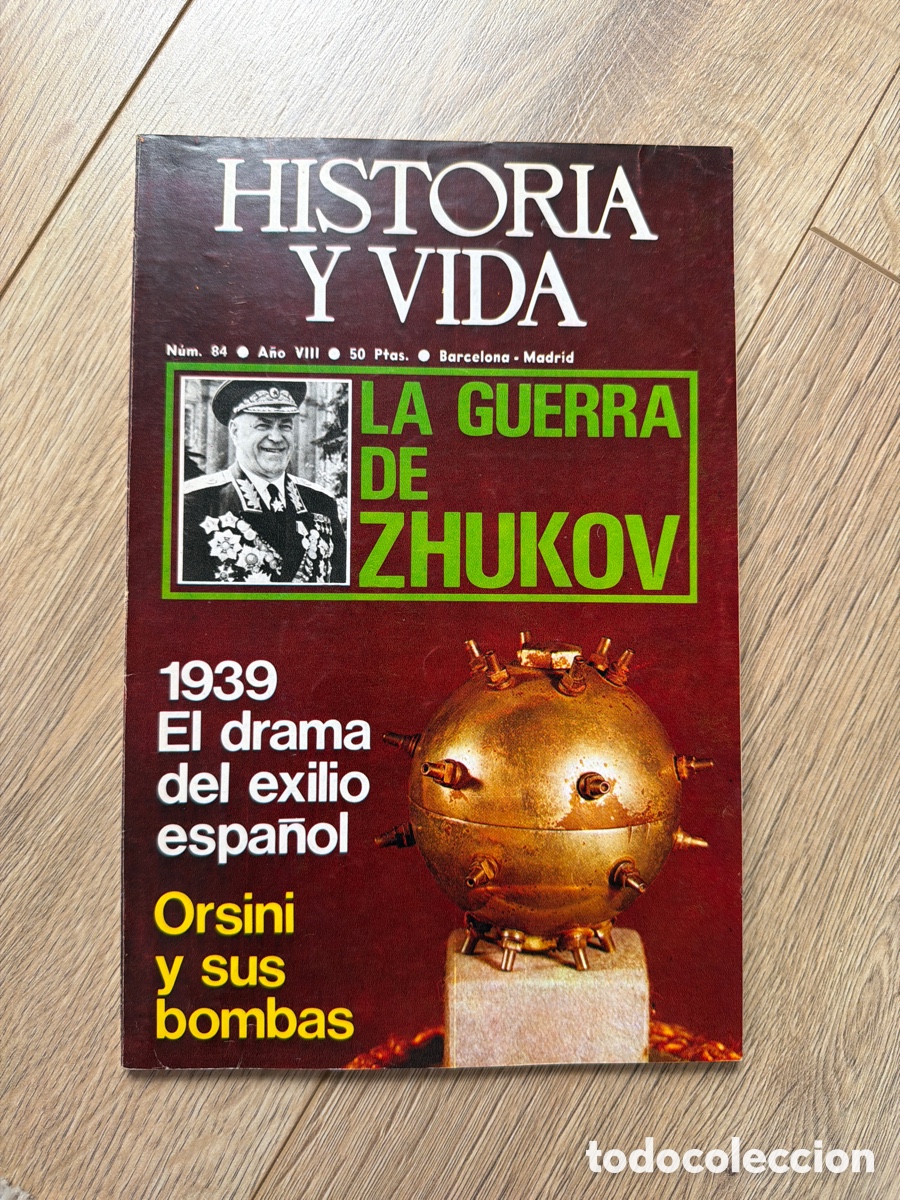 HISTORIA
Y VIDA
Núm. 84 ● Año VIII ● 50 Ptas. ● Barcelona - Madrid
LA GUERRA
DE
ZHUKOV
1939
El drama
del exilio
español
Orsini
y sus
bombas
todocoleccion